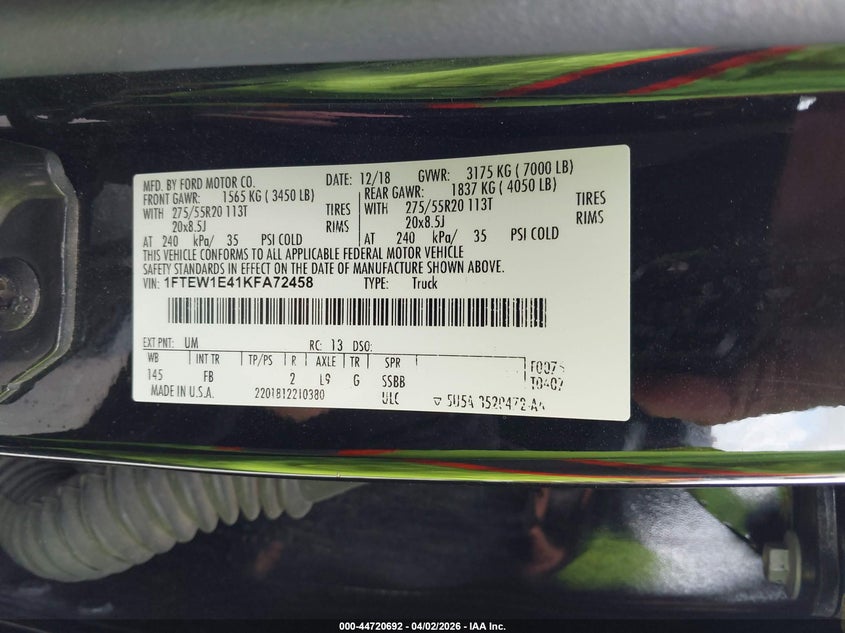 MFD. BY FORD MOTOR CO. DATE: 12/18 GVWR: 3175 KG ( 7000 LB)
FRONT GAWR: 1565 KG ( 3450 LB) REAR GAWR: 1837 KG ( 4050 LB)
WITH 275/55R20 113T TIRES WITH 275/55R20 113T TIRES
20x8.5J RIMS 20x8.5J RIMS
AT 240 kPa/ 35 PSI COLD AT 240 kPa/ 35 PSI COLD
THIS VEHICLE CONFORMS TO ALL APPLICABLE FEDERAL MOTOR VEHICLE
SAFETY STANDARDS IN EFFECT ON THE DATE OF MANUFACTURE SHOWN ABOVE.
VIN: 1FTEW1E41KFA72458 TYPE: Truck
EXT PNT: UM RC: 13 DSO:
WB INT TR TP/PS R AXLE TR SPR
145 FB 2 L9 G SSBB
MADE IN U.S.A. 2201812210380 ULC
000-44720692 - 04/02/2026 - IAA Inc.